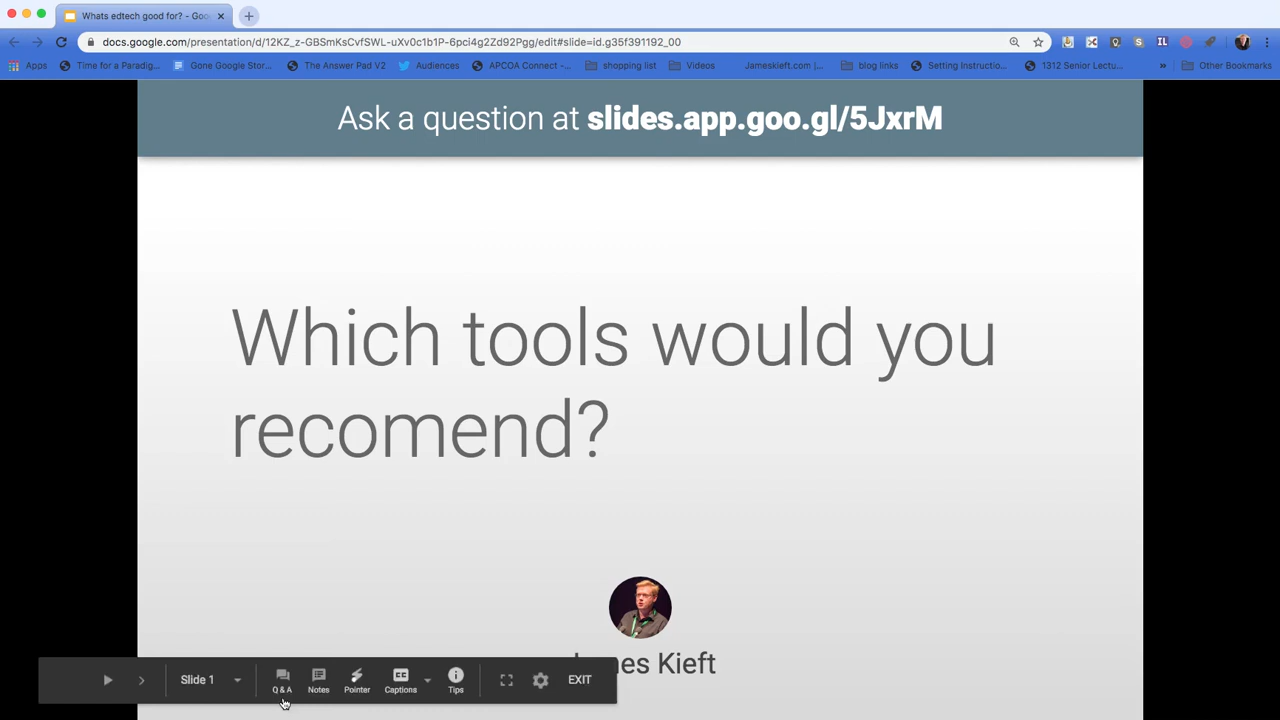 Whats edtech good for? - Goo
docs.google.com/presentation/d/12KZ_z-GBSmKsCvfSWL-uXv0c1b1P-6pci4g2Zd92Pgg/edit#slide=id.g35f391192_00
Apps Time for a Paradig... Gone Google Stor... The Answer Pad V2 Audiences APCOA Connect -... shopping list Videos Jameskieft.com |... blog links Setting Instructio... 1312 Senior Lectu... » Other Bookmarks
Ask a question at slides.app.goo.gl/5JxrM
Which tools would you
recomend?
Kieft
Slide 1 Q & A Notes Pointer Captions Tips EXIT